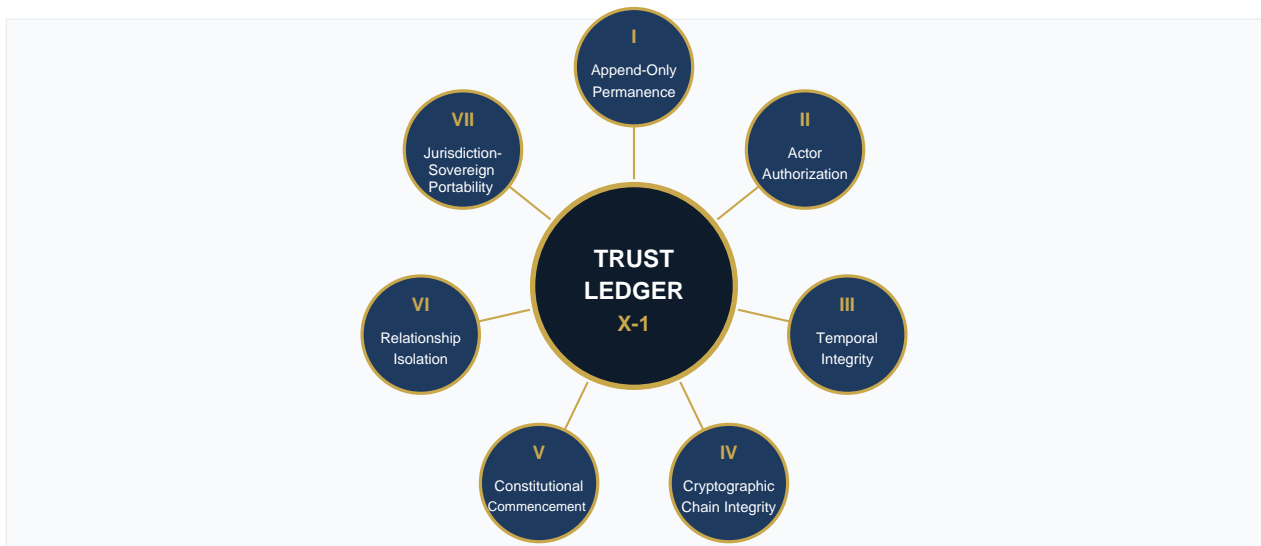 TRUST
LEDGER
X-1
I
Append-Only
Permanence
II
Actor
Authorization
III
Temporal
Integrity
IV
Cryptographic
Chain Integrity
V
Constitutional
Commencement
VI
Relationship
Isolation
VII
Jurisdiction-
Sovereign
Portability